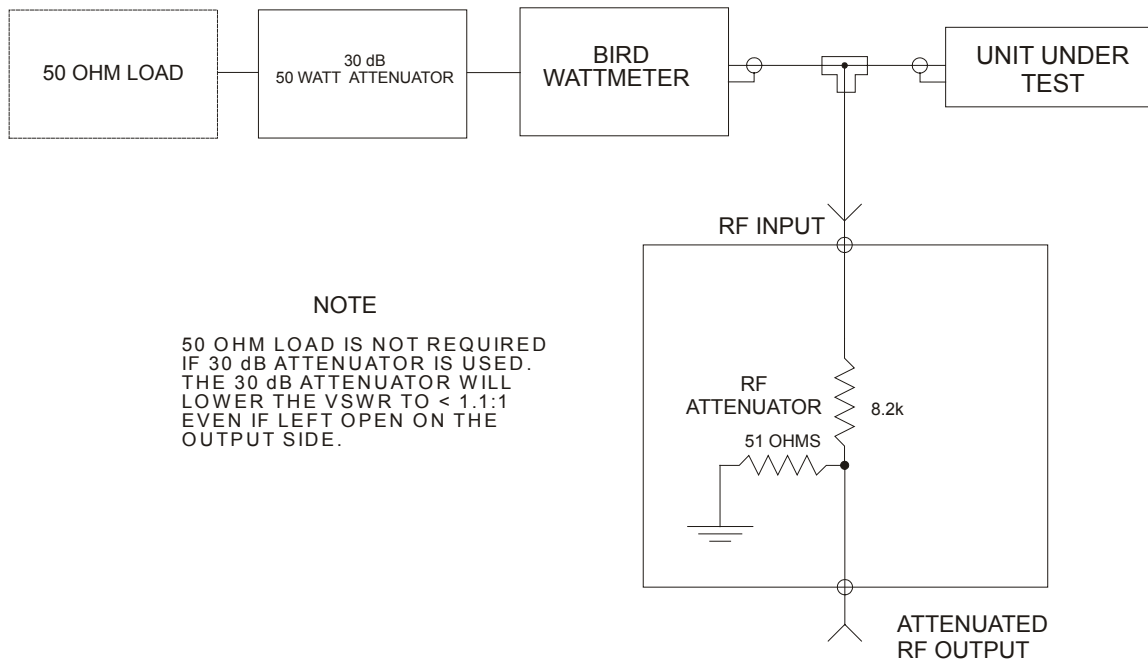 50 OHM LOAD
30 dB
50 WATT ATTENUATOR
BIRD
WATTMETER
UNIT UNDER
TEST
RF INPUT
NOTE
50 OHM LOAD IS NOT REQUIRED
IF 30 dB ATTENUATOR IS USED.
THE 30 dB ATTENUATOR WILL
LOWER THE VSWR TO < 1.1:1
EVEN IF LEFT OPEN ON THE
OUTPUT SIDE.
RF
ATTENUATOR
8.2k
51 OHMS
ATTENUATED
RF OUTPUT